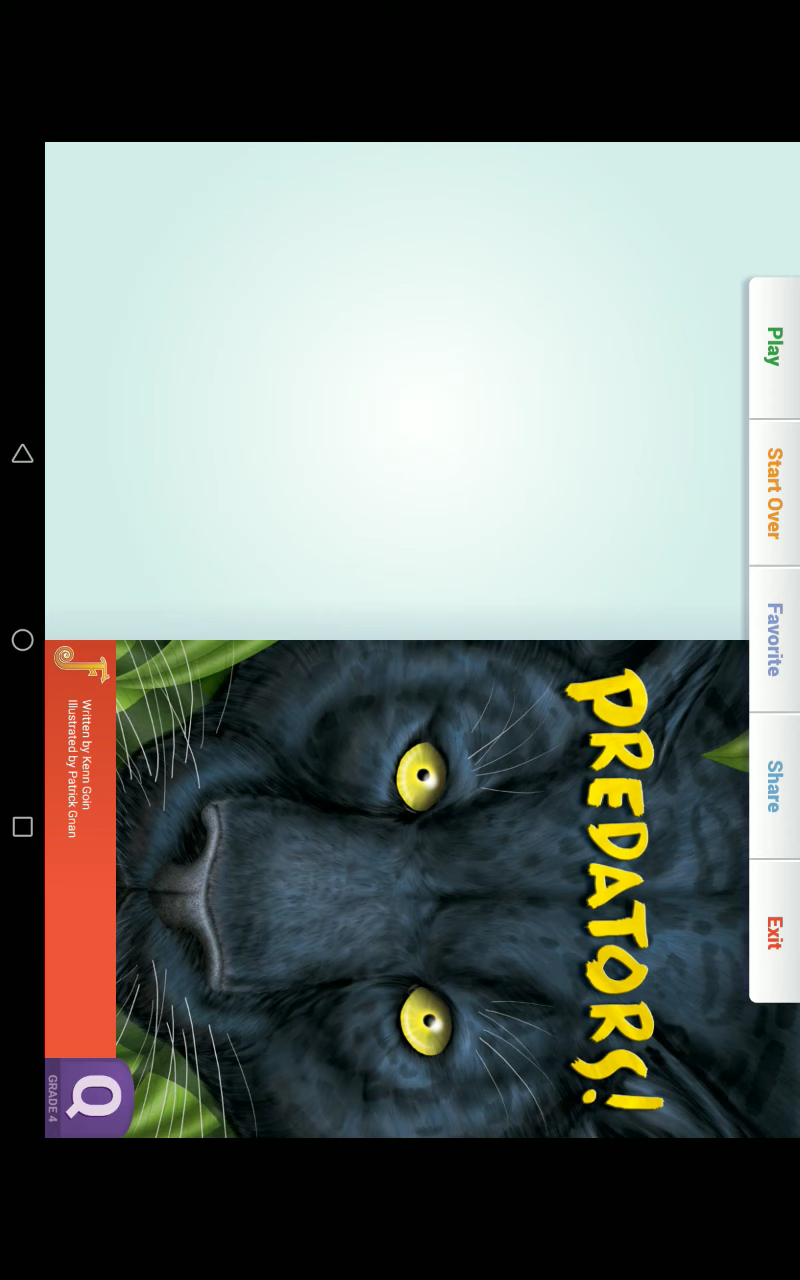 Play
Start Over
Favorite
Share
Exit
PREDATORS!
Written by Kenn Goin
Illustrated by Patrick Gnan
Q
GRADE 4